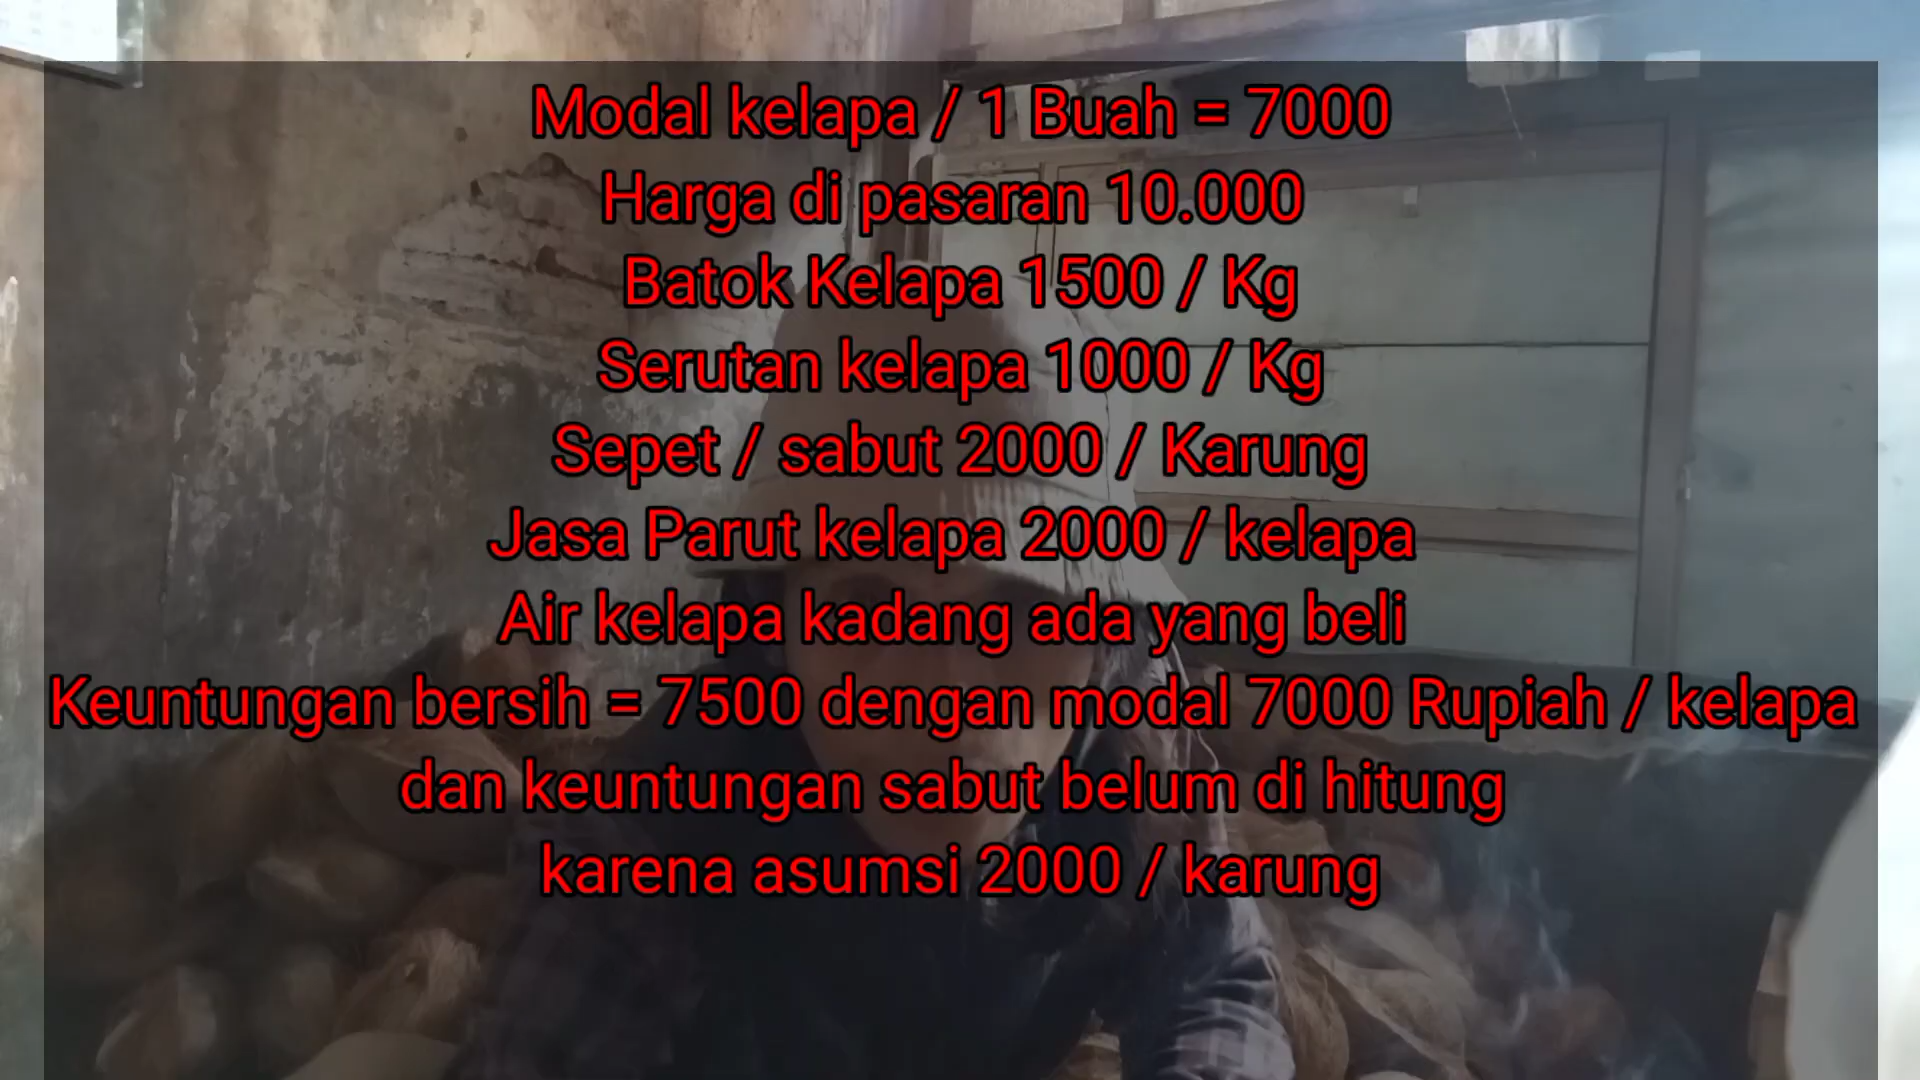 Modal kelapa / 1 Buah = 7000
Harga di pasaran 10.000
Batok Kelapa 1500 / Kg
Serutan kelapa 1000 / Kg
Sepet / sabut 2000 / Karung
Jasa Parut kelapa 2000 / kelapa
Air kelapa kadang ada yang beli
Keuntungan bersih = 7500 dengan modal 7000 Rupiah / kelapa
dan keuntungan sabut belum di hitung
karena asumsi 2000 / karung